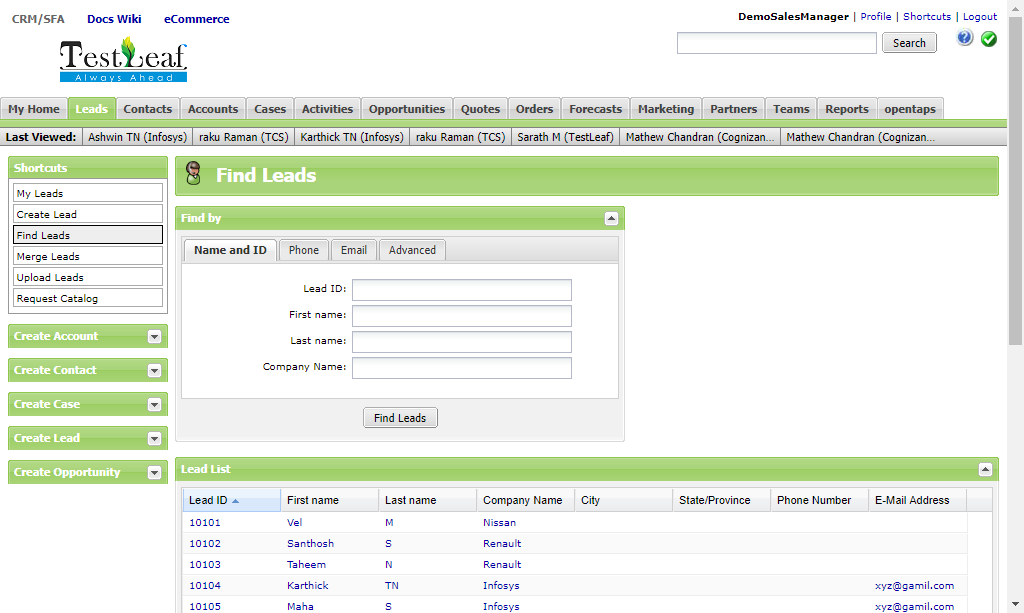 CRM/SFA Docs Wiki eCommerce
DemoSalesManager | Profile | Shortcuts | Logout
Search
TestLeaf
Always Ahead
My Home Leads Contacts Accounts Cases Activities Opportunities Quotes Orders Forecasts Marketing Partners Teams Reports opentaps
Last Viewed: Ashwin TN (Infosys) raku Raman (TCS) Karthick TN (Infosys) raku Raman (TCS) Sarath M (TestLeaf) Mathew Chandran (Cognizan... Mathew Chandran (Cognizan...
Shortcuts
My Leads
Create Lead
Find Leads
Merge Leads
Upload Leads
Request Catalog
Create Account
Create Contact
Create Case
Create Lead
Create Opportunity
Find Leads
Find by
Name and ID Phone Email Advanced
Lead ID:
First name:
Last name:
Company Name:
Find Leads
Lead List
Lead ID First name Last name Company Name City State/Province Phone Number E-Mail Address
10101 Vel M Nissan
10102 Santhosh S Renault
10103 Taheem N Renault
10104 Karthick TN Infosys xyz@gamil.com
10105 Maha S Infosys xyz@gamil.com